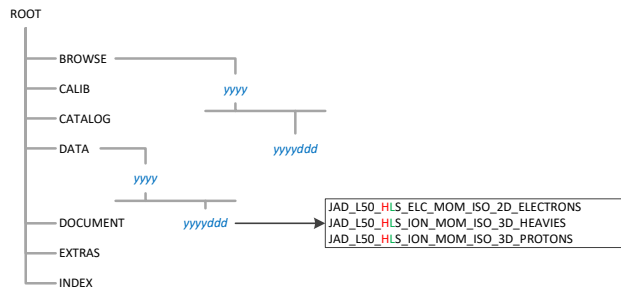 ROOT
BROWSE
yyyy
CALIB
CATALOG
yyyyddd
DATA
yyyy
DOCUMENT
yyyyddd
JAD_L50_HLS_ELC_MOM_ISO_2D_ELECTRONS
JAD_L50_HLS_ION_MOM_ISO_3D_HEAVIES
JAD_L50_HLS_ION_MOM_ISO_3D_PROTONS
EXTRAS
INDEX